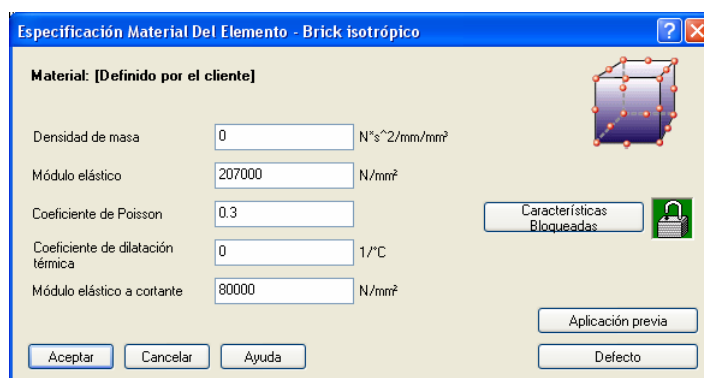 Especificación Material Del Elemento - Brick isotrópico
Material: [Definido por el cliente]
Densidad de masa 0 N*s^2/mm/mm³
Módulo elástico 207000 N/mm²
Coeficiente de Poisson 0.3
Características
Bloqueadas
Coeficiente de dilatación
térmica 0 1/°C
Módulo elástico a cortante 80000 N/mm²
Aplicación previa
Aceptar Cancelar Ayuda Defecto